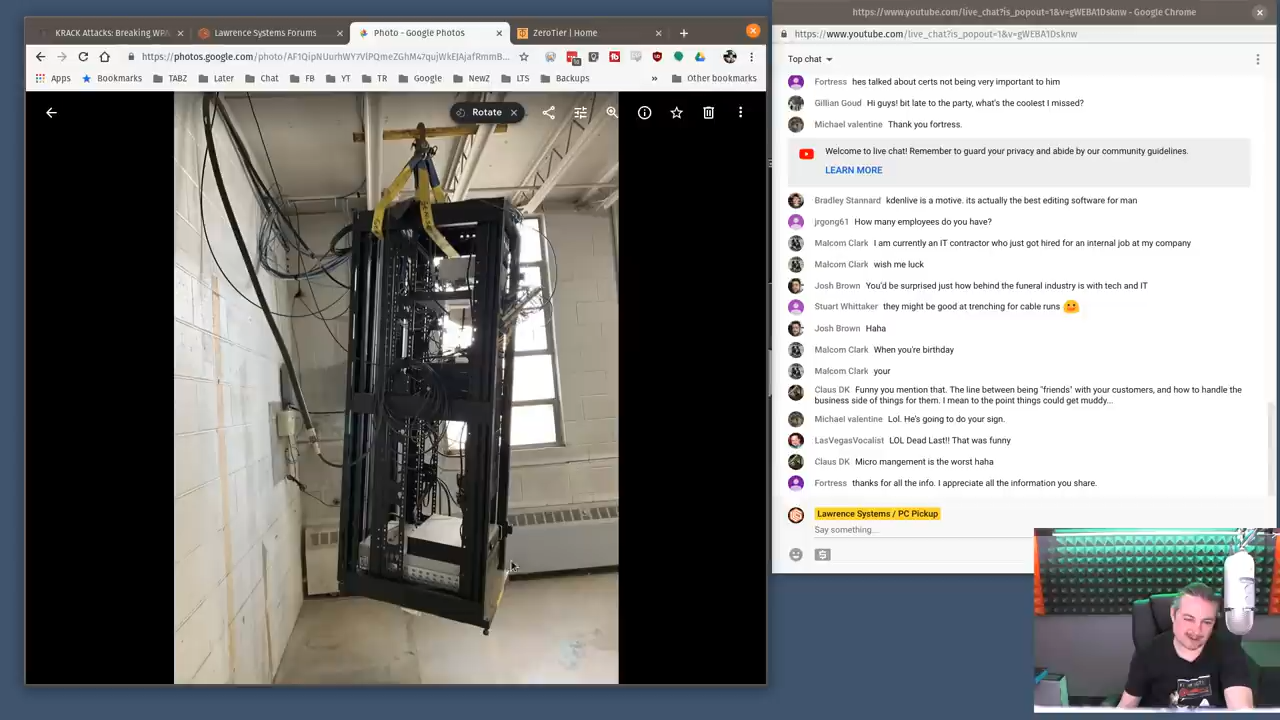 KRACK Attacks: Breaking WPA
Lawrence Systems Forums
Photo - Google Photos
ZeroTier | Home
https://www.youtube.com/live_chat?is_popout=1&v=gWEBA1Dsknw - Google Chrome
https://www.youtube.com/live_chat?is_popout=1&v=gWEBA1Dsknw
Apps
Bookmarks
TABZ
Later
Chat
FB
YT
TR
Google
NewZ
LTS
Backups
»
Other bookmarks
Rotate
Top chat
Fortress hes talked about certs not being very important to him
Gillian Goud Hi guys! bit late to the party, what's the coolest I missed?
Michael valentine Thank you fortress.
Welcome to live chat! Remember to guard your privacy and abide by our community guidelines.
LEARN MORE
Bradley Stannard kdenlive is a motive. its actually the best editing software for man
jrgong61 How many employees do you have?
Malcom Clark I am currently an IT contractor who just got hired for an internal job at my company
Malcom Clark wish me luck
Josh Brown You'd be surprised just how behind the funeral industry is with tech and IT
Stuart Whittaker they might be good at trenching for cable runs
Josh Brown Haha
Malcom Clark When you're birthday
Malcom Clark your
Claus DK Funny you mention that. The line between being "friends" with your customers, and how to handle the
business side of things for them. I mean to the point things could get muddy...
Michael valentine Lol. He's going to do your sign.
LasVegasVocalist LOL Dead Last!! That was funny
Claus DK Micro mangement is the worst haha
Fortress thanks for all the info. I appreciate all the information you share.
Lawrence Systems / PC Pickup
Say something...